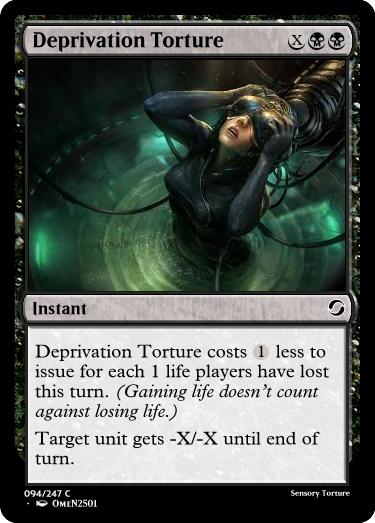 Deprivation Torture X
Instant
Deprivation Torture costs 1 less to
issue for each 1 life players have lost
this turn. (Gaining life doesn't count
against losing life.)
Target unit gets -X/-X until end of
turn.
094/247 C
Sensory Torture
· OMEN2501